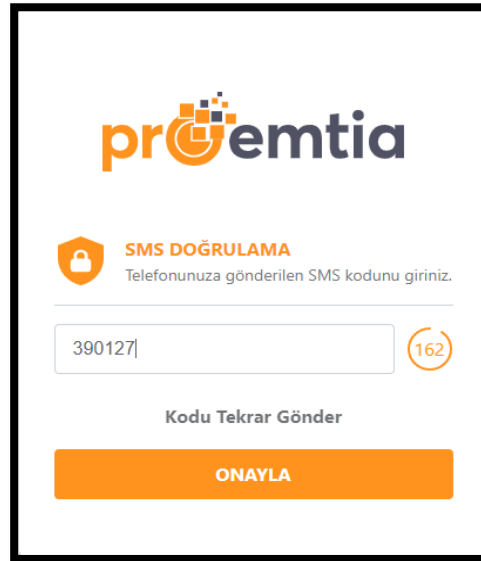 proemtia
SMS DOĞRULAMA
Telefonunuza gönderilen SMS kodunu giriniz.
390127
162
Kodu Tekrar Gönder
ONAYLA